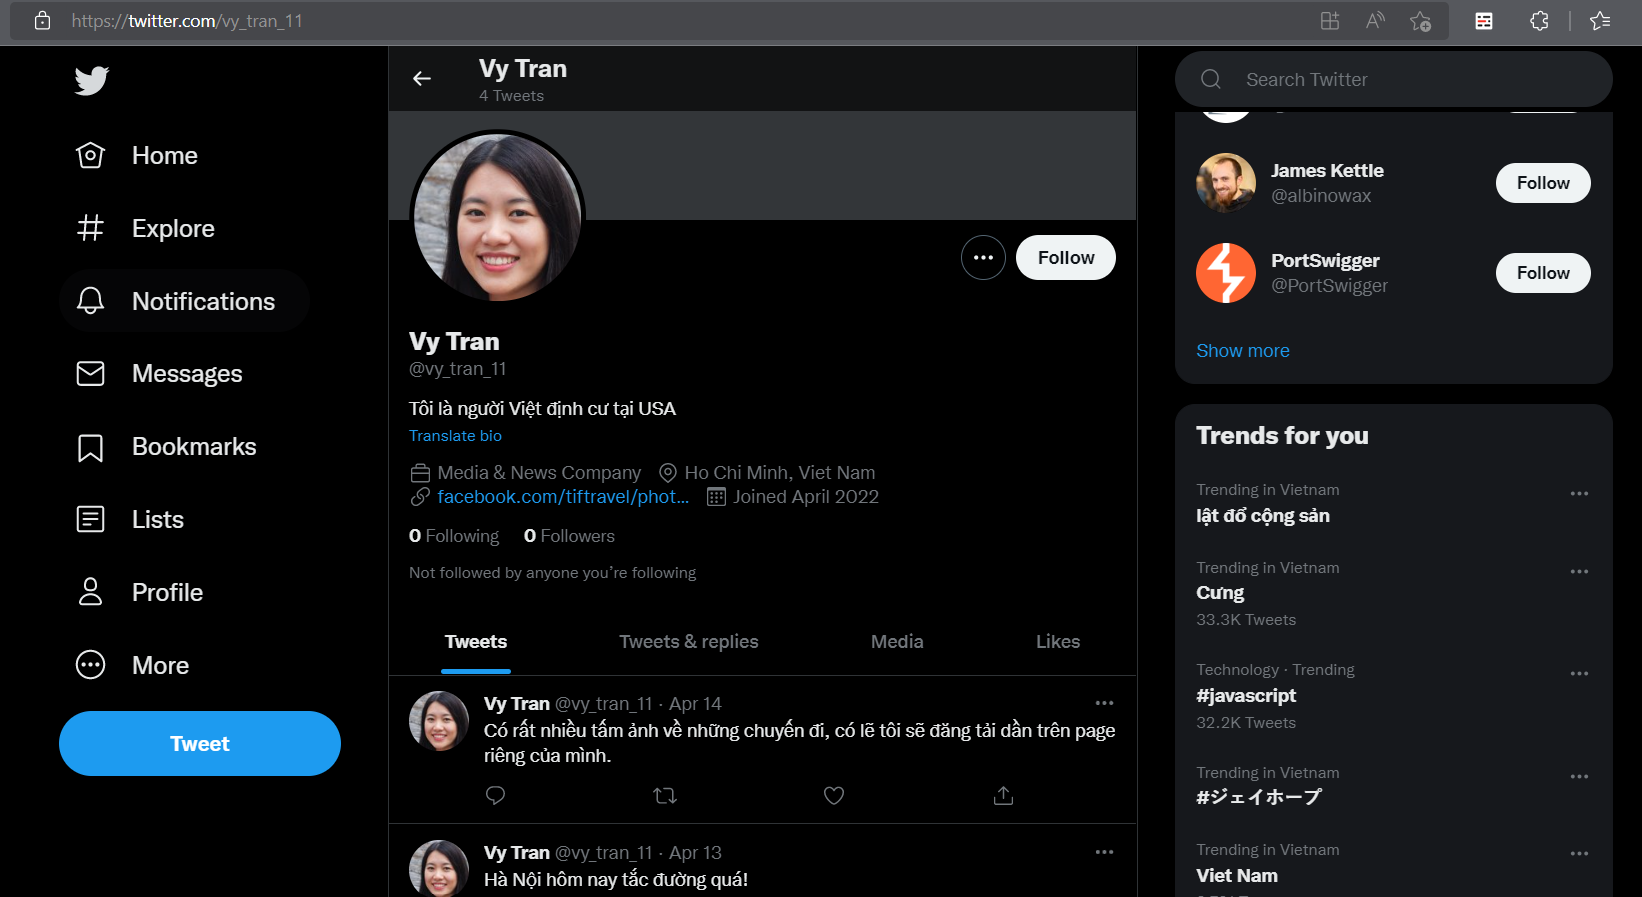 https://twitter.com/vy_tran_11
Home
Explore
Notifications
Messages
Bookmarks
Lists
Profile
More
Tweet
Vy Tran
4 Tweets
Follow
Vy Tran
@vy_tran_11
Tôi là người Việt định cư tại USA
Translate bio
Media & News Company Ho Chi Minh, Viet Nam
facebook.com/tiftravel/phot... Joined April 2022
0 Following 0 Followers
Not followed by anyone you’re following
Tweets Tweets & replies Media Likes
Vy Tran @vy_tran_11 · Apr 14
Có rất nhiều tấm ảnh về những chuyến đi, có lẽ tôi sẽ đăng tải dần trên page
riêng của mình.
Vy Tran @vy_tran_11 · Apr 13
Hà Nội hôm nay tắc đường quá!
Search Twitter
James Kettle
@albinowax
Follow
PortSwigger
@PortSwigger
Follow
Show more
Trends for you
Trending in Vietnam
lật đổ cộng sản
Trending in Vietnam
Cưng
33.3K Tweets
Technology · Trending
#javascript
32.2K Tweets
Trending in Vietnam
#ジェイホープ
Trending in Vietnam
Viet Nam